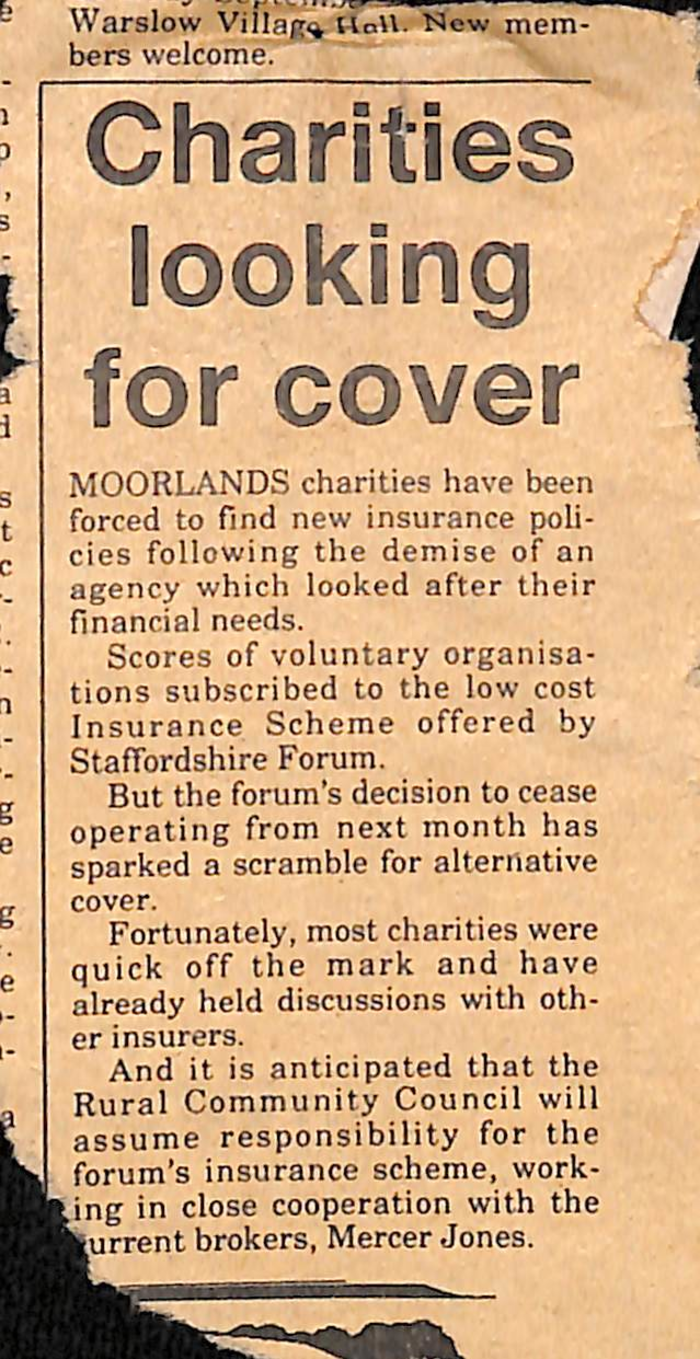 Warslow Village Hall. New mem-
bers welcome.
Charities
looking
for cover
MOORLANDS charities have been
forced to find new insurance poli-
cies following the demise of an
agency which looked after their
financial needs.
Scores of voluntary organisa-
tions subscribed to the low cost
Insurance Scheme offered by
Staffordshire Forum.
But the forum's decision to cease
operating from next month has
sparked a scramble for alternative
cover.
Fortunately, most charities were
quick off the mark and have
already held discussions with oth-
er insurers.
And it is anticipated that the
Rural Community Council will
assume responsibility for the
forum's insurance scheme, work-
ing in close cooperation with the
urrent brokers, Mercer Jones.